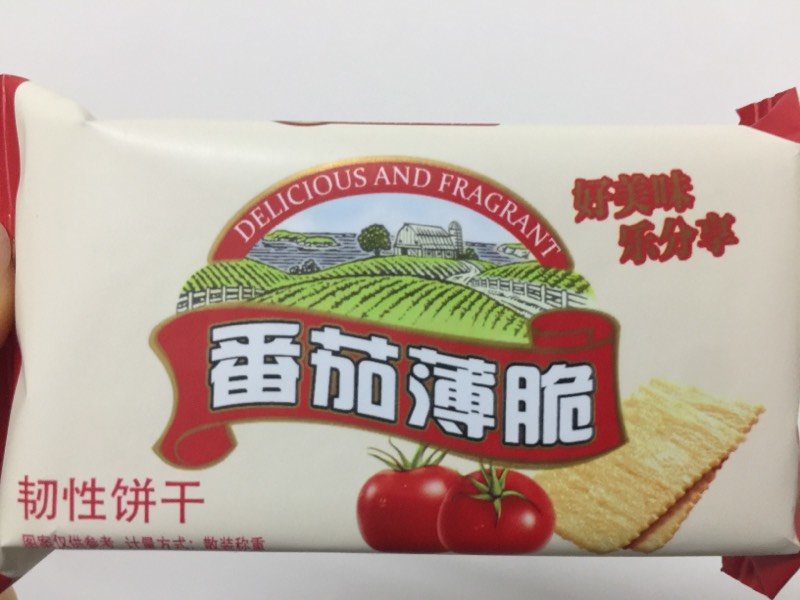 DELICIOUS AND FRAGRANT
好美味
乐分享
番茄薄脆
韧性饼干
图案仅供参考 计量方式：散装称重